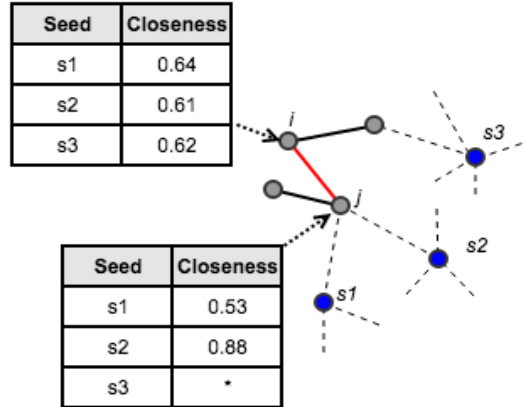 Seed Closeness
s1 0.64
s2 0.61
s3 0.62
i
s3
j
s2
s1
Seed Closeness
s1 0.53
s2 0.88
s3 *